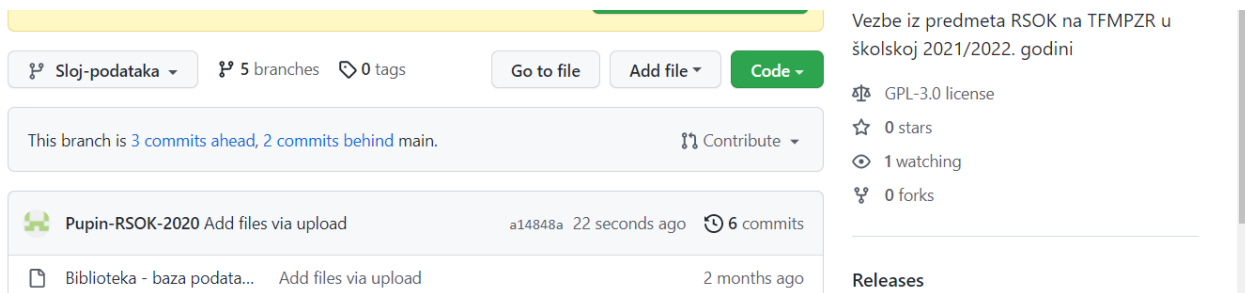 Vezbe iz predmeta RSOK na TFMPZR u
školskoj 2021/2022. godini
Sloj-podataka
5 branches
0 tags
Go to file
Add file
Code
This branch is 3 commits ahead, 2 commits behind main.
Contribute
Pupin-RSOK-2020 Add files via upload
a14848a 22 seconds ago
6 commits
Biblioteka - baza podata...
Add files via upload
2 months ago
GPL-3.0 license
0 stars
1 watching
0 forks
Releases